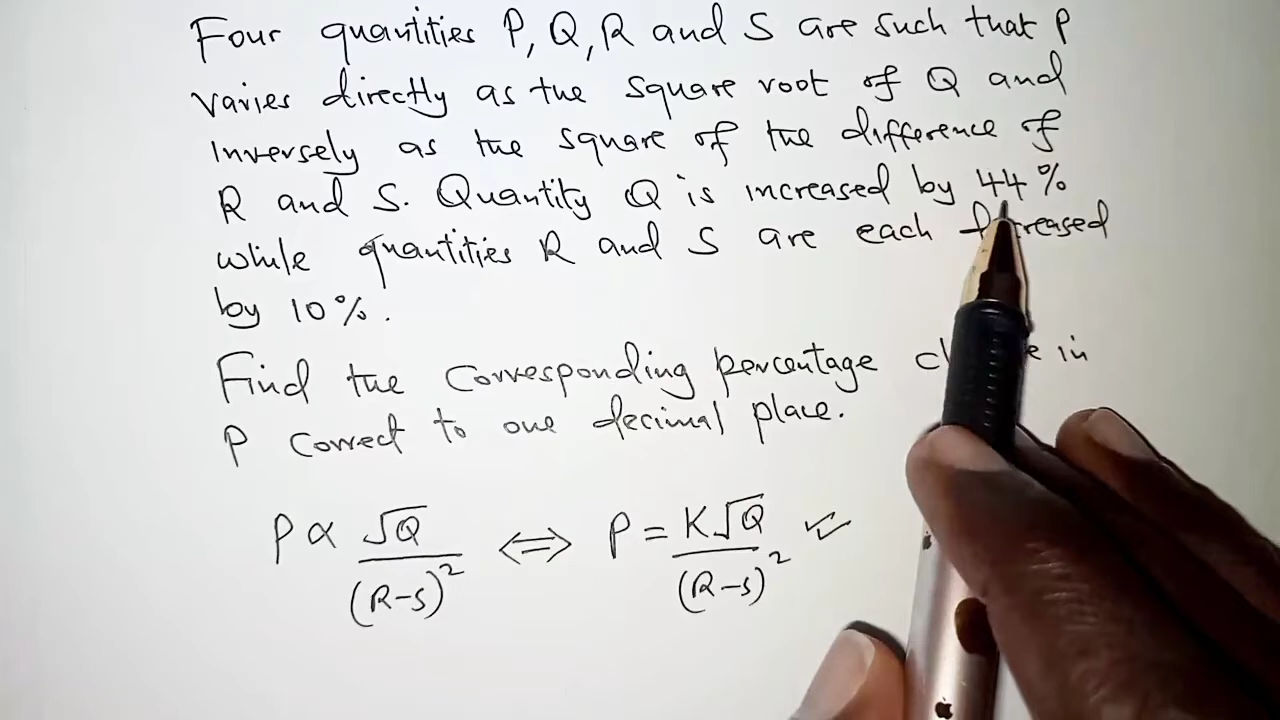 Four quantities P, Q, R and S are such that P
varies directly as the square root of Q and
inversely as the square of the difference of
R and S. Quantity Q is increased by 44%
while quantities R and S are each
by 10%.
Find the corresponding percentage in
P correct to one decimal place.
P ∝ √Q / (R-S)² ⟺ P = K√Q / (R-S)² ✓